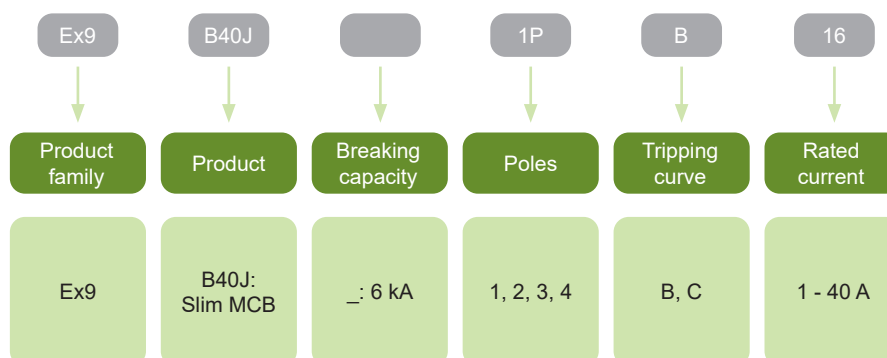 Ex9
B40J
1P
B
16
Product
family
Product
Breaking
capacity
Poles
Tripping
curve
Rated
current
Ex9
B40J:
Slim MCB
_: 6 kA
1, 2, 3, 4
B, C
1 - 40 A